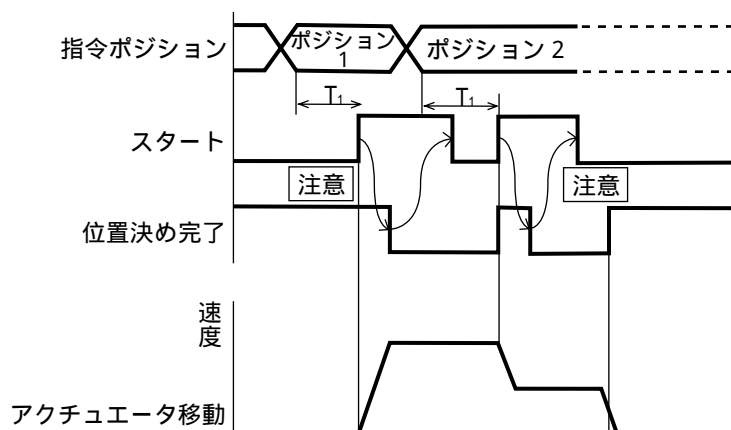 指令ポジション
ポジション
1
ポジション 2
T₁
T₁
スタート
注意
注意
位置決め完了
速度
アクチュエータ移動